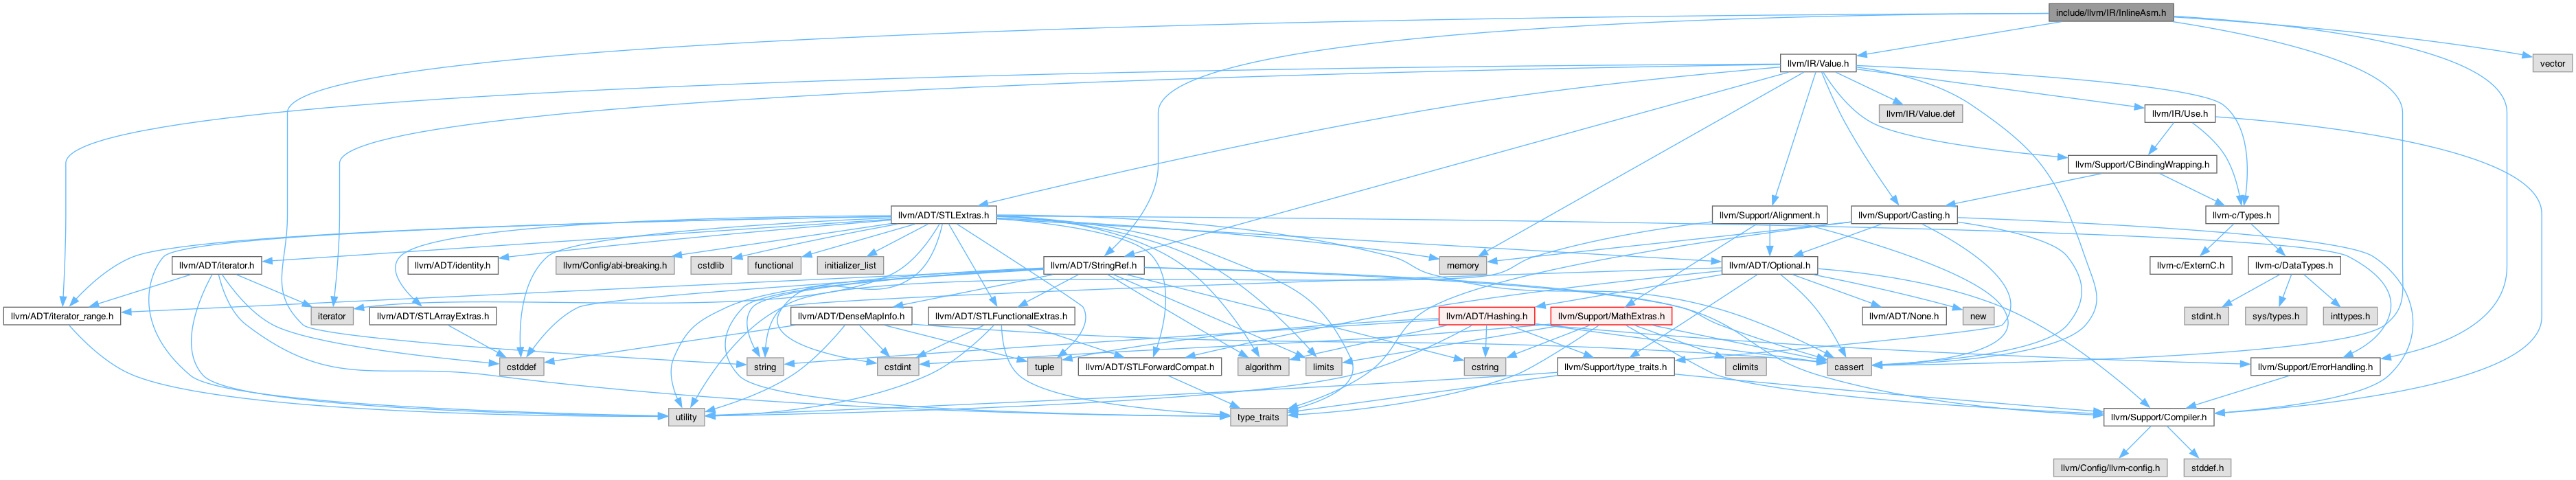 include/llvm/IR/InlineAsm.h
llvm/IR/Value.h
vector
llvm/IR/Value.def
llvm/IR/Use.h
llvm/Support/CBindingWrapping.h
llvm/ADT/STLExtras.h
llvm/Support/Alignment.h
llvm/Support/Casting.h
llvm-c/Types.h
llvm/ADT/iterator.h
llvm/ADT/identity.h
llvm/Config/abi-breaking.h
cstdlib
functional
initializer_list
llvm/ADT/StringRef.h
memory
llvm/ADT/Optional.h
llvm-c/ExternC.h
llvm-c/DataTypes.h
llvm/ADT/iterator_range.h
iterator
llvm/ADT/STLArrayExtras.h
llvm/ADT/DenseMapInfo.h
llvm/ADT/STLFunctionalExtras.h
llvm/ADT/Hashing.h
llvm/Support/MathExtras.h
llvm/ADT/None.h
new
stdint.h
sys/types.h
inttypes.h
cstddef
string
cstdint
tuple
llvm/ADT/STLForwardCompat.h
algorithm
limits
cstring
llvm/Support/type_traits.h
climits
cassert
llvm/Support/ErrorHandling.h
utility
type_traits
llvm/Support/Compiler.h
llvm/Config/llvm-config.h
stddef.h